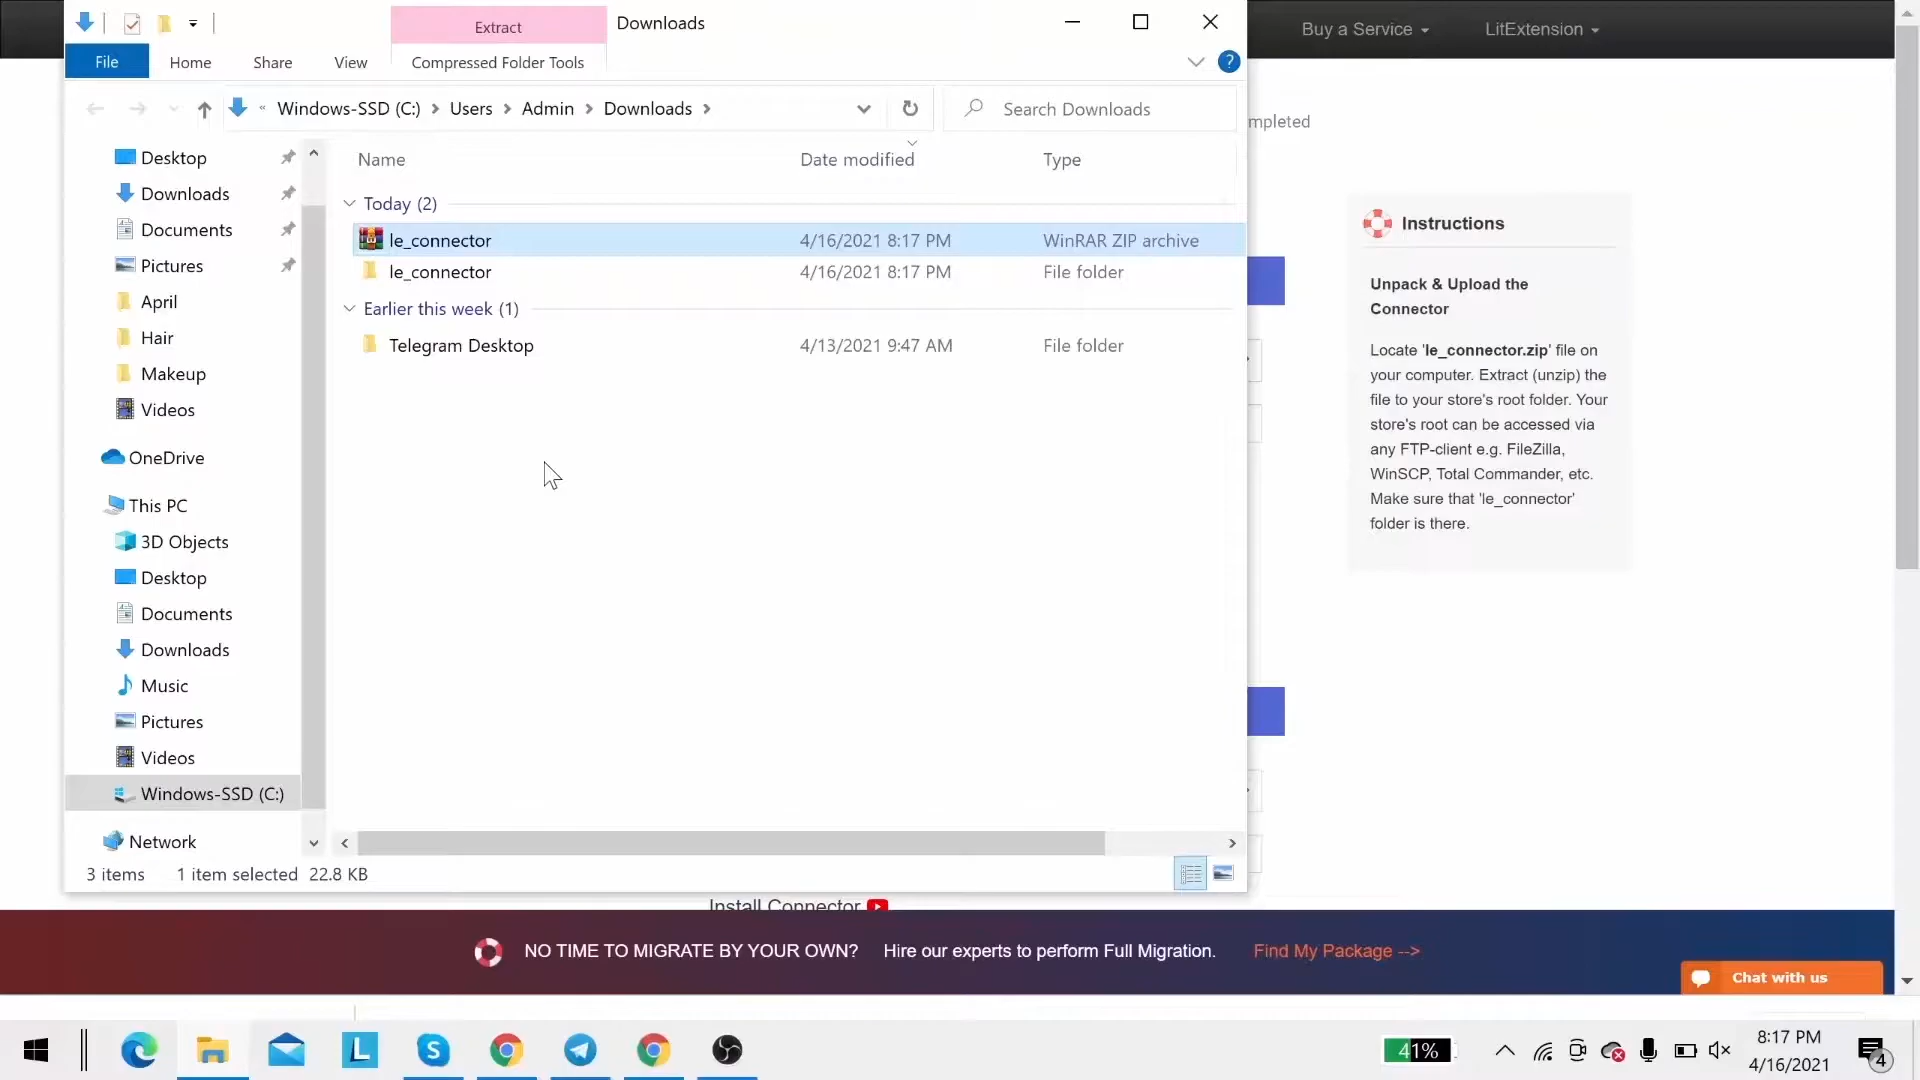 Extract
Downloads
File
Home
Share
View
Compressed Folder Tools
?
« Windows-SSD (C:) > Users > Admin > Downloads >
Search Downloads
Buy a Service
LitExtension
mpleted
Desktop
Downloads
Documents
Pictures
April
Hair
Makeup
Videos
OneDrive
This PC
3D Objects
Desktop
Documents
Downloads
Music
Pictures
Videos
Windows-SSD (C:)
Network
Name Date modified Type
Today (2)
le_connector 4/16/2021 8:17 PM WinRAR ZIP archive
le_connector 4/16/2021 8:17 PM File folder
Earlier this week (1)
Telegram Desktop 4/13/2021 9:47 AM File folder
3 items 1 item selected 22.8 KB
Instructions
Unpack & Upload the
Connector
Locate 'le_connector.zip' file on
your computer. Extract (unzip) the
file to your store's root folder. Your
store's root can be accessed via
any FTP-client e.g. FileZilla,
WinSCP, Total Commander, etc.
Make sure that 'le_connector'
folder is there.
Install Connector
NO TIME TO MIGRATE BY YOUR OWN? Hire our experts to perform Full Migration. Find My Package -->
Chat with us
L
S
41%
8:17 PM
4/16/2021
4